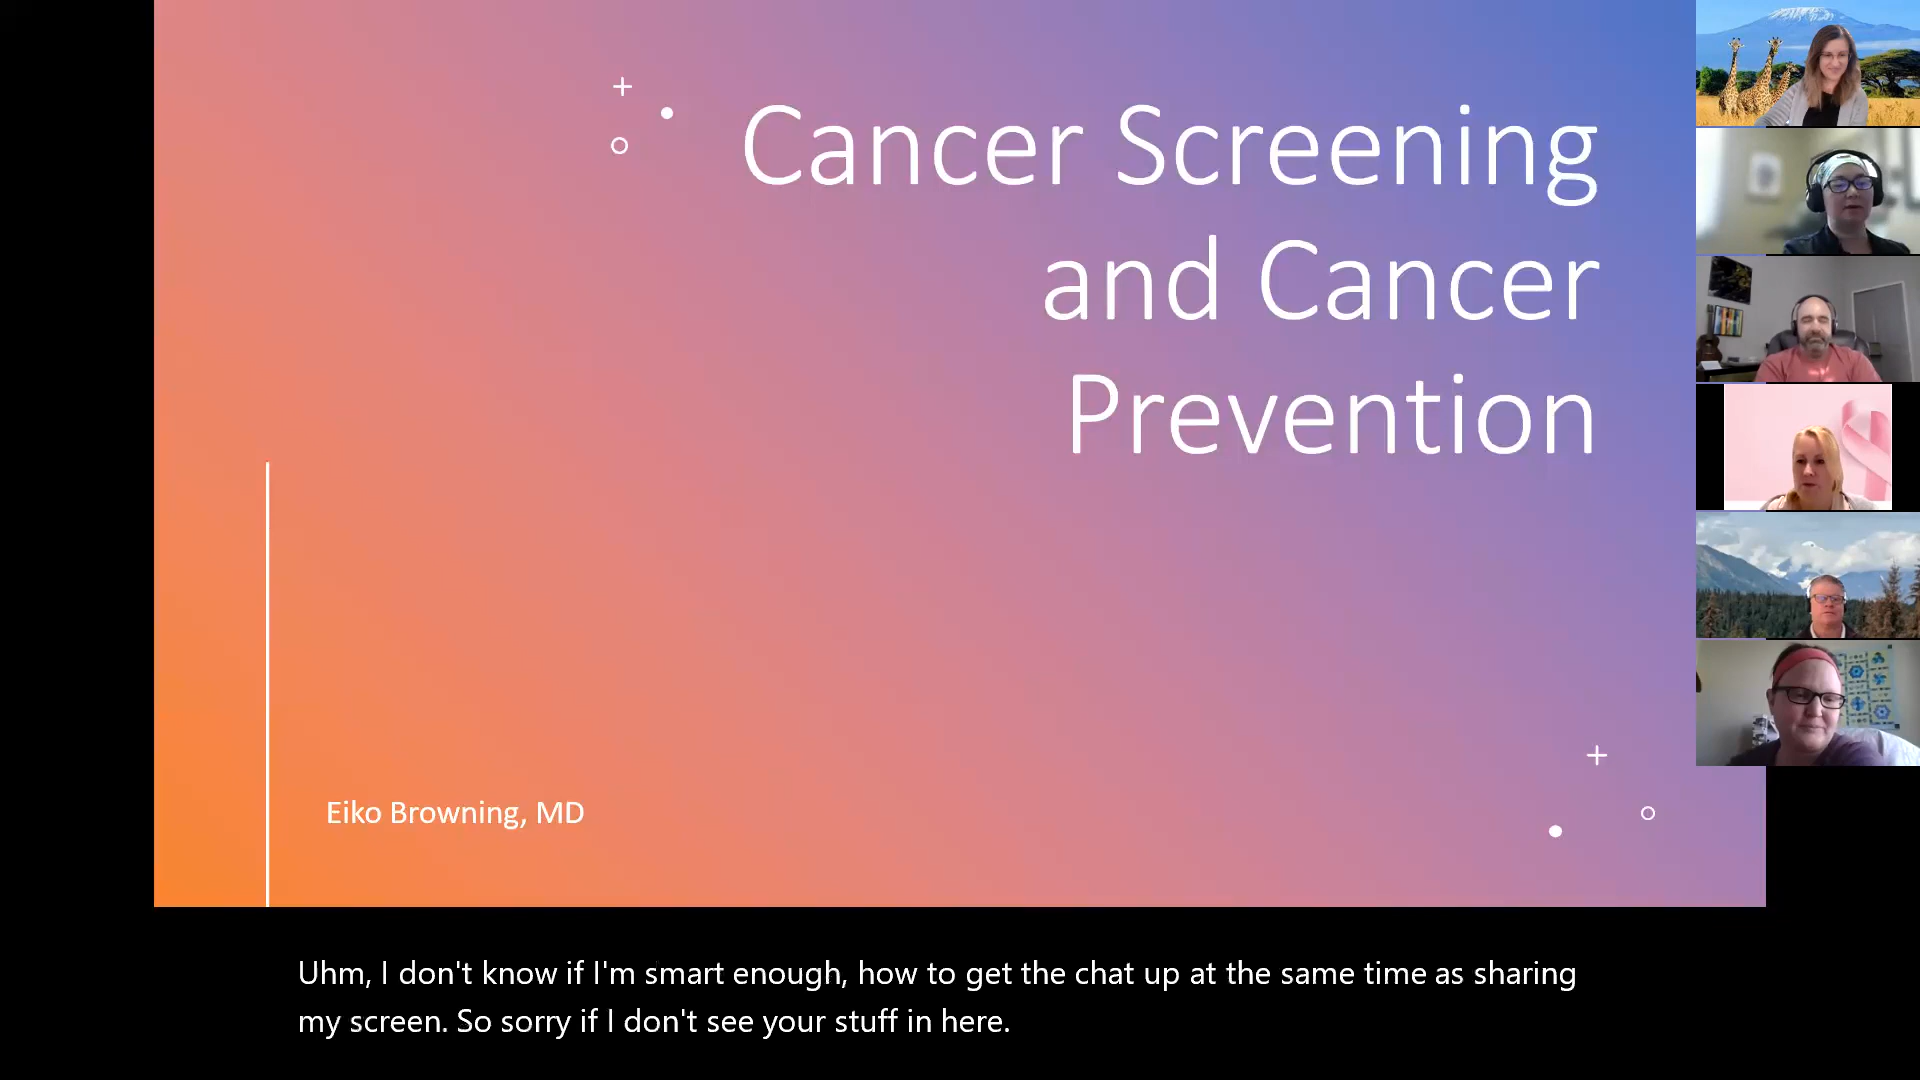 Cancer Screening
and Cancer
Prevention
Eiko Browning, MD
Uhm, I don't know if I'm smart enough, how to get the chat up at the same time as sharing
my screen. So sorry if I don't see your stuff in here.